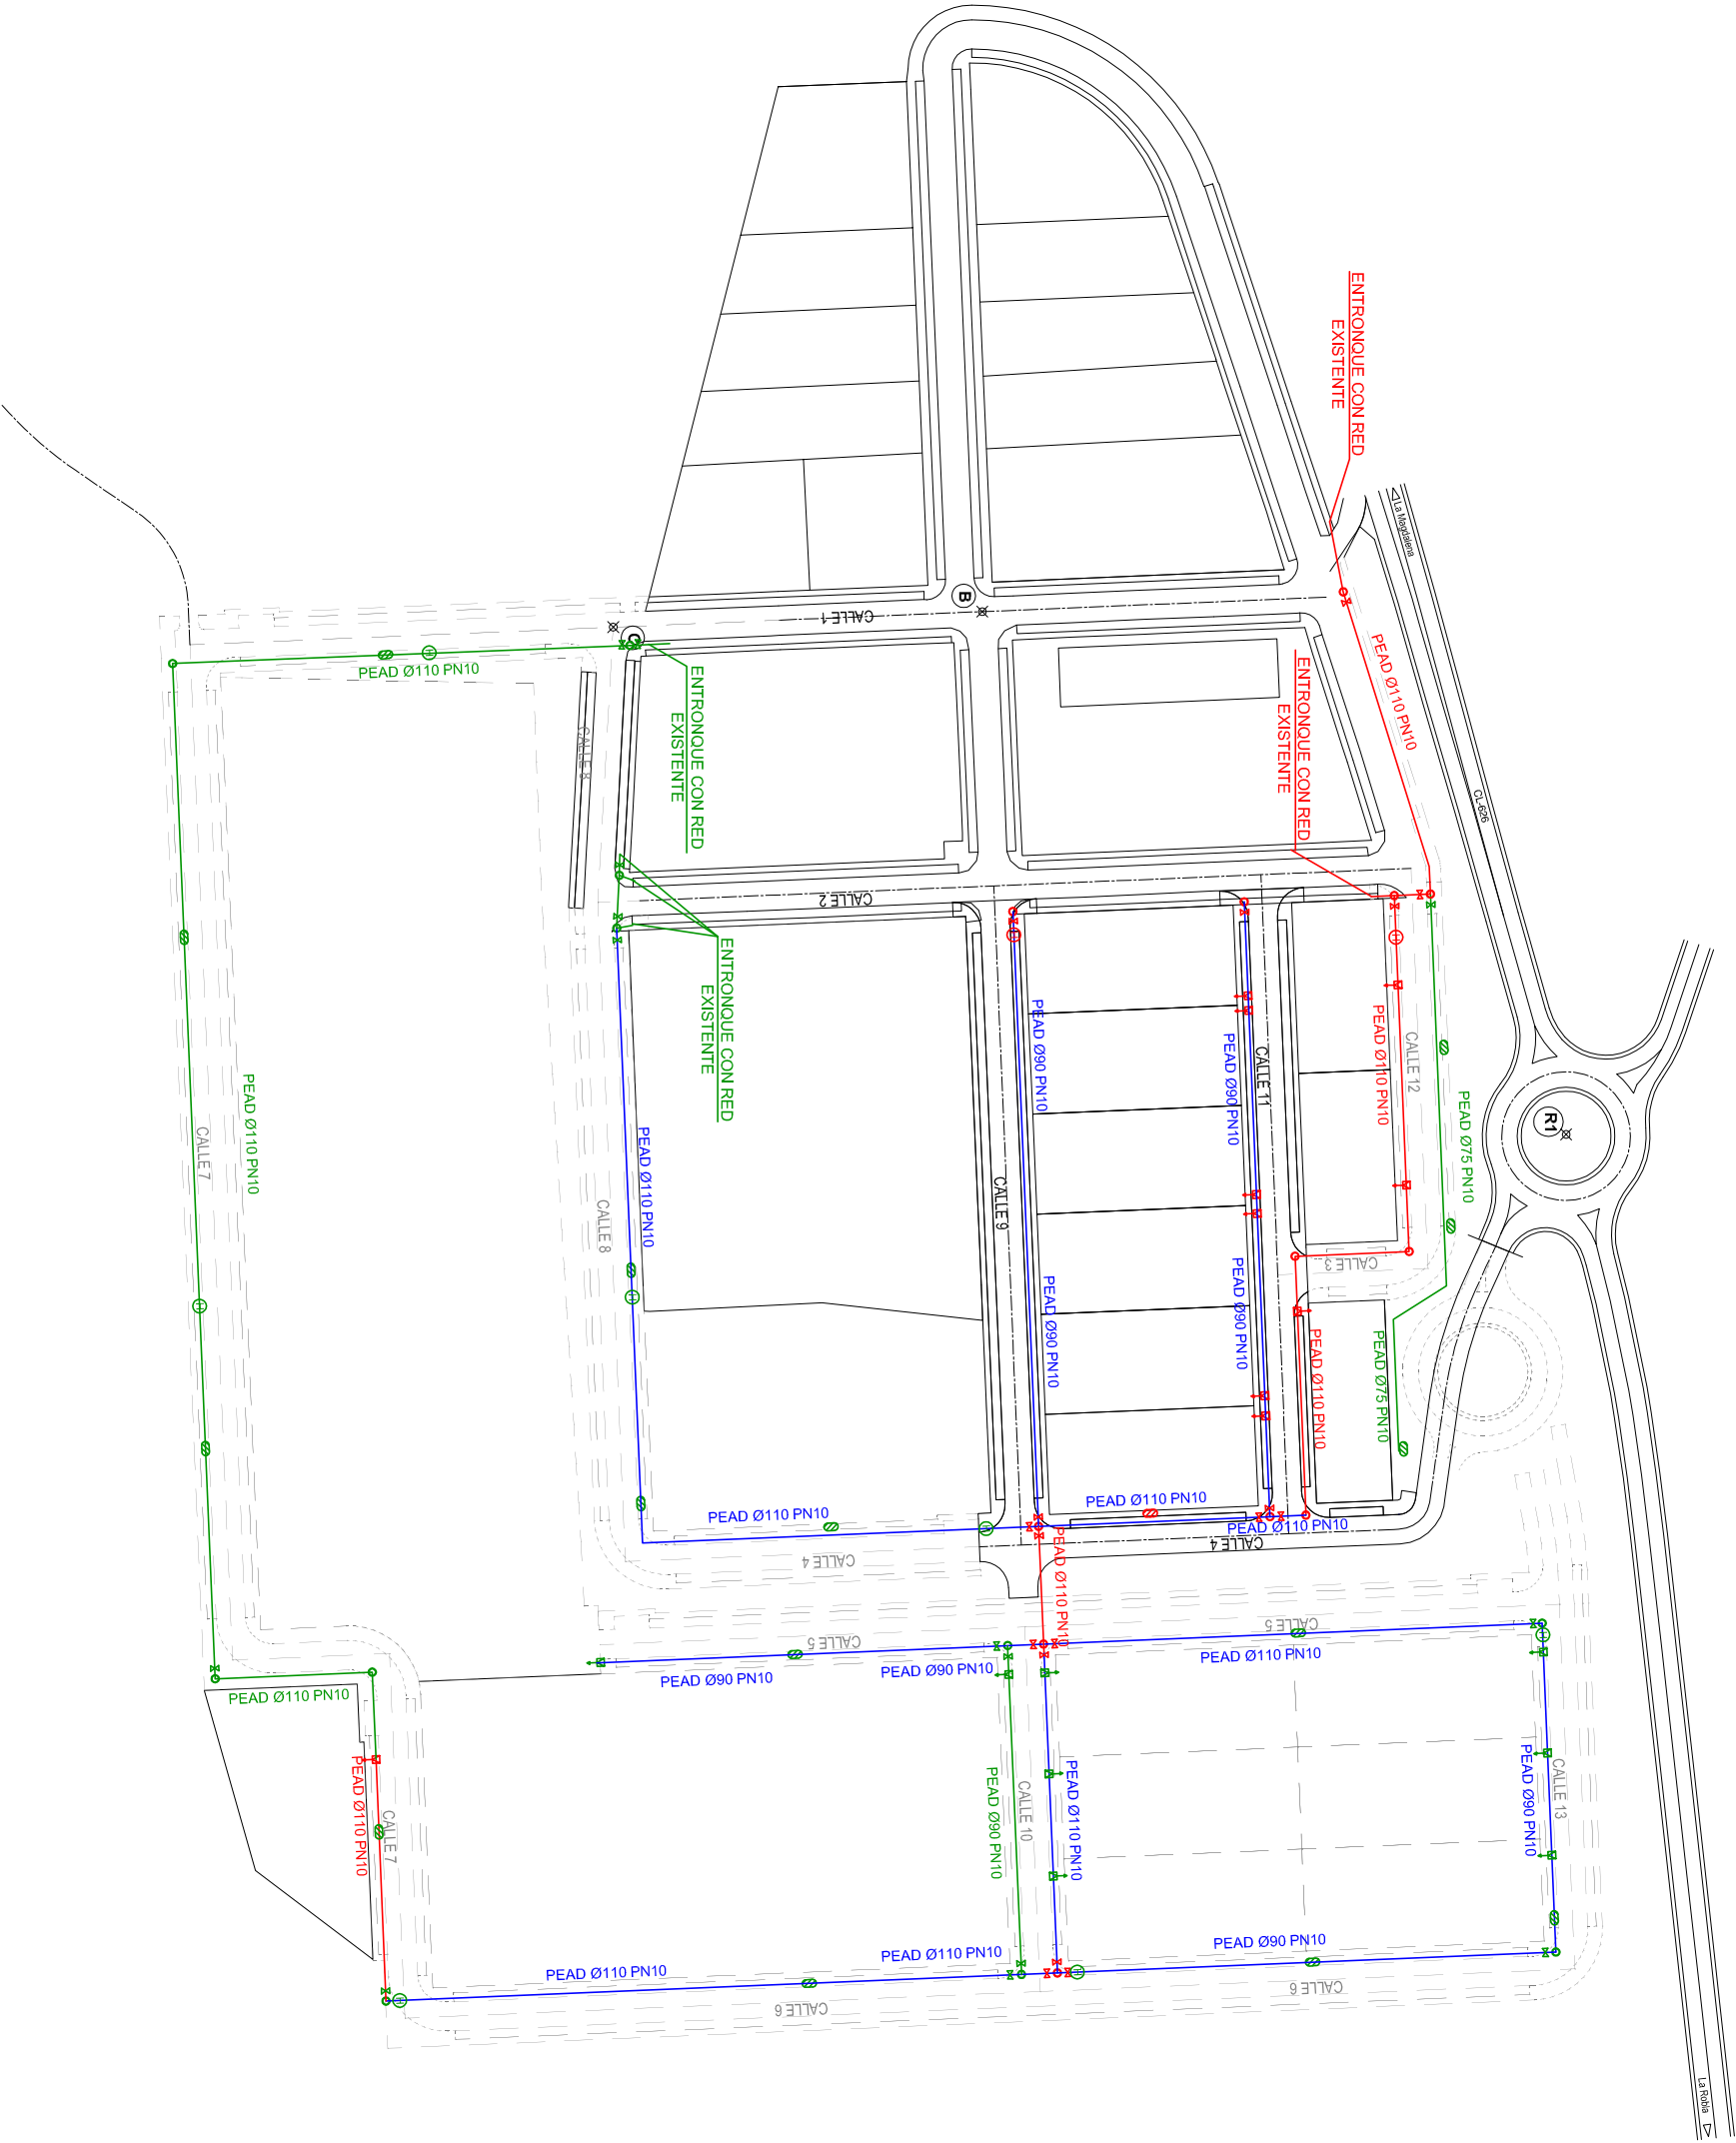 ENTRONQUE CON RED
EXISTENTE
La Magdalena
CL-626
B
CALLE 1
C
PEAD Ø110 PN10
PEAD Ø110 PN10
ENTRONQUE CON RED
EXISTENTE
ENTRONQUE CON RED
EXISTENTE
CALLE 8
CALLE 2
ENTRONQUE CON RED
EXISTENTE
PEAD Ø90 PN10
PEAD Ø90 PN10
CALLE 11
PEAD Ø110 PN10
CALLE 12
PEAD Ø75 PN10
R1
PEAD Ø110 PN10
CALLE 7
PEAD Ø110 PN10
CALLE 8
CALLE 9
PEAD Ø90 PN10
PEAD Ø90 PN10
CALLE 3
PEAD Ø110 PN10
PEAD Ø75 PN10
PEAD Ø110 PN10
PEAD Ø110 PN10
PEAD Ø110 PN10
CALLE 4
CALLE 4
PEAD Ø110 PN10
CALLE 5
CALLE 5
PEAD Ø90 PN10
PEAD Ø90 PN10
PEAD Ø110 PN10
PEAD Ø110 PN10
PEAD Ø110 PN10
CALLE 7
PEAD Ø90 PN10
CALLE 10
PEAD Ø110 PN10
PEAD Ø90 PN10
CALLE 13
PEAD Ø110 PN10
PEAD Ø110 PN10
PEAD Ø90 PN10
CALLE 6
CALLE 6
La Robla